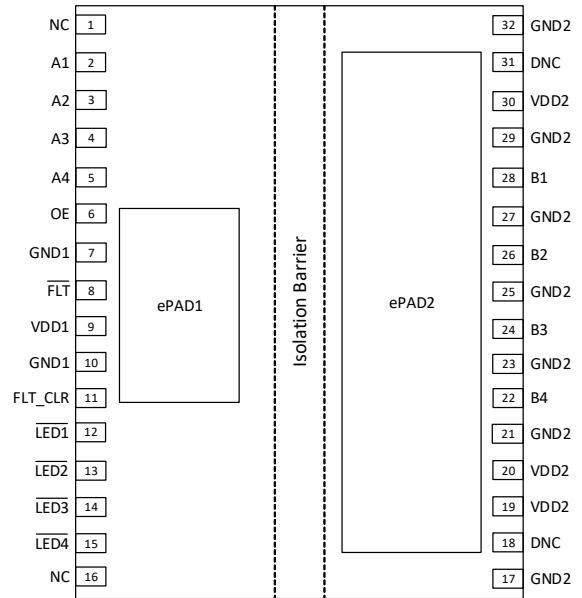 NC 1 32 GND2
A1 2 31 DNC
A2 3 30 VDD2
A3 4 29 GND2
A4 5 28 B1
OE 6 27 GND2
GND1 7 26 B2
FLT 8 25 GND2
VDD1 9 24 B3
GND1 10 23 GND2
FLT_CLR 11 22 B4
LED1 12 21 GND2
LED2 13 20 VDD2
LED3 14 19 VDD2
LED4 15 18 DNC
NC 16 17 GND2
ePAD1
Isolation Barrier
ePAD2